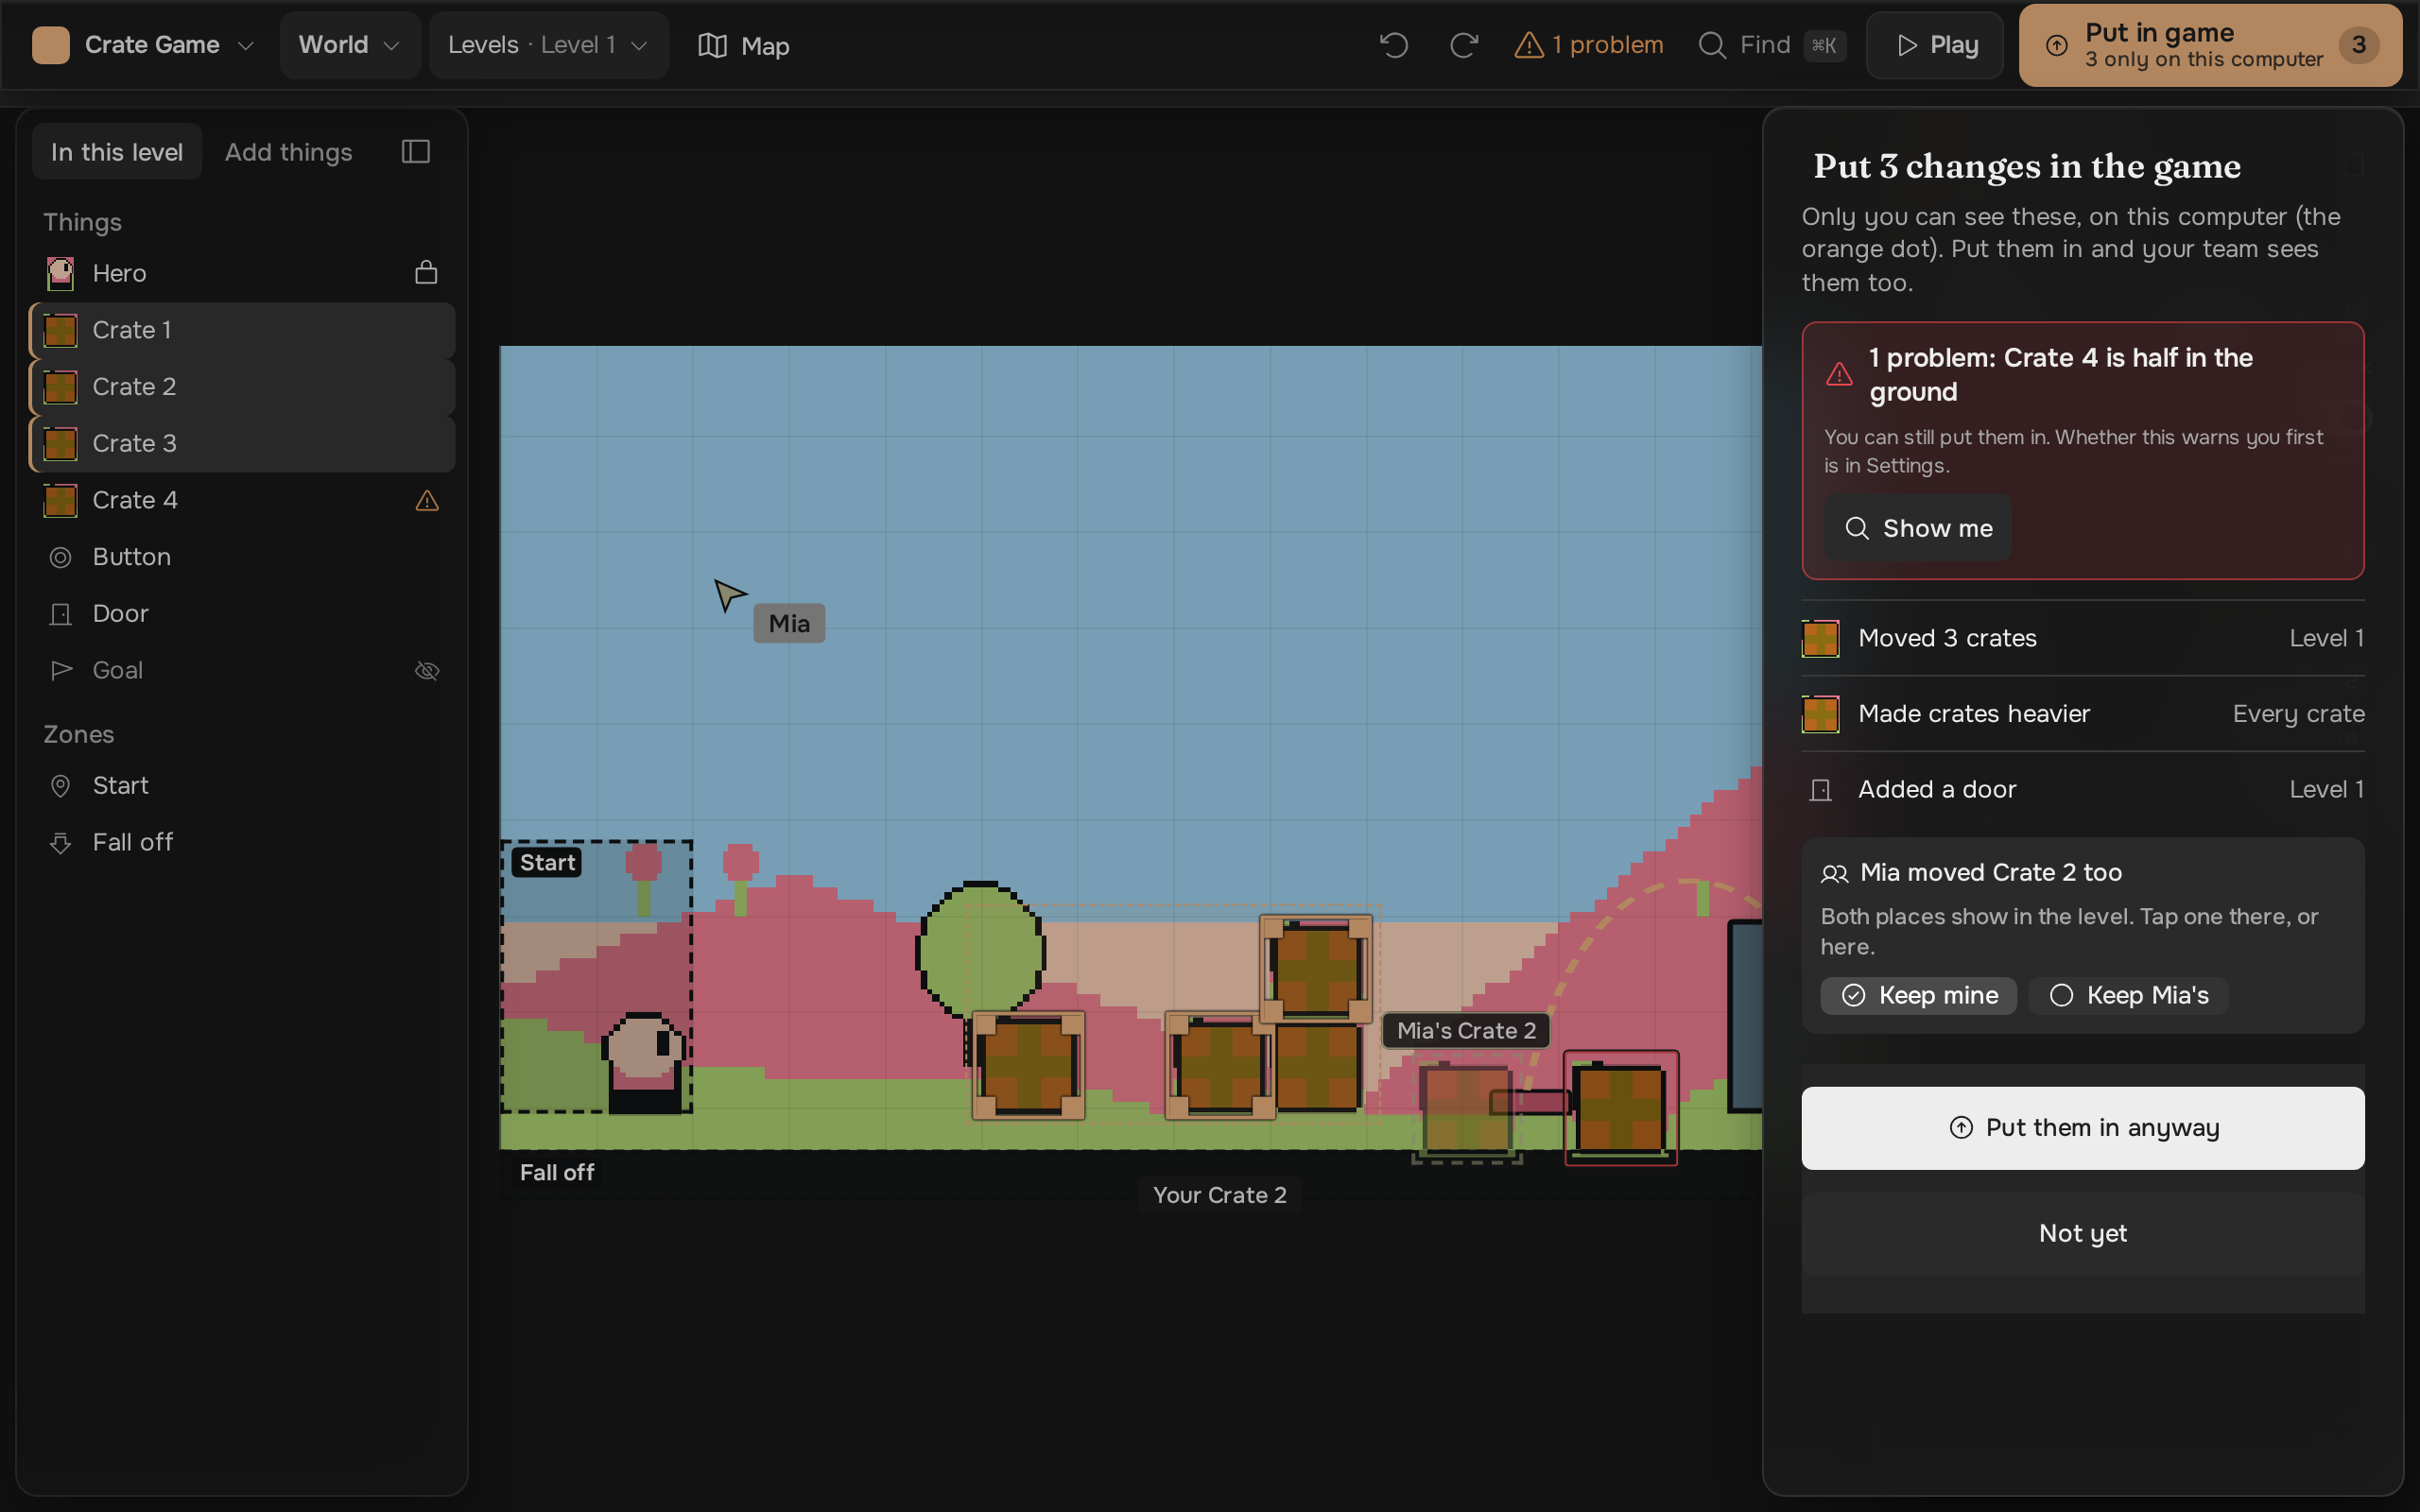 Crate Game
World
Levels · Level 1
Map
1 problem
Find ⌘K
Play
Put in game
3 only on this computer
3
In this level
Add things
Things
Hero
Crate 1
Crate 2
Crate 3
Crate 4
Button
Door
Goal
Zones
Start
Fall off
Mia
Start
Mia's Crate 2
Fall off
Your Crate 2
Put 3 changes in the game
Only you can see these, on this computer (the
orange dot). Put them in and your team sees
them too.
1 problem: Crate 4 is half in the
ground
You can still put them in. Whether this warns you first
is in Settings.
Show me
Moved 3 crates
Level 1
Made crates heavier
Every crate
Added a door
Level 1
Mia moved Crate 2 too
Both places show in the level. Tap one there, or
here.
Keep mine
Keep Mia's
Put them in anyway
Not yet